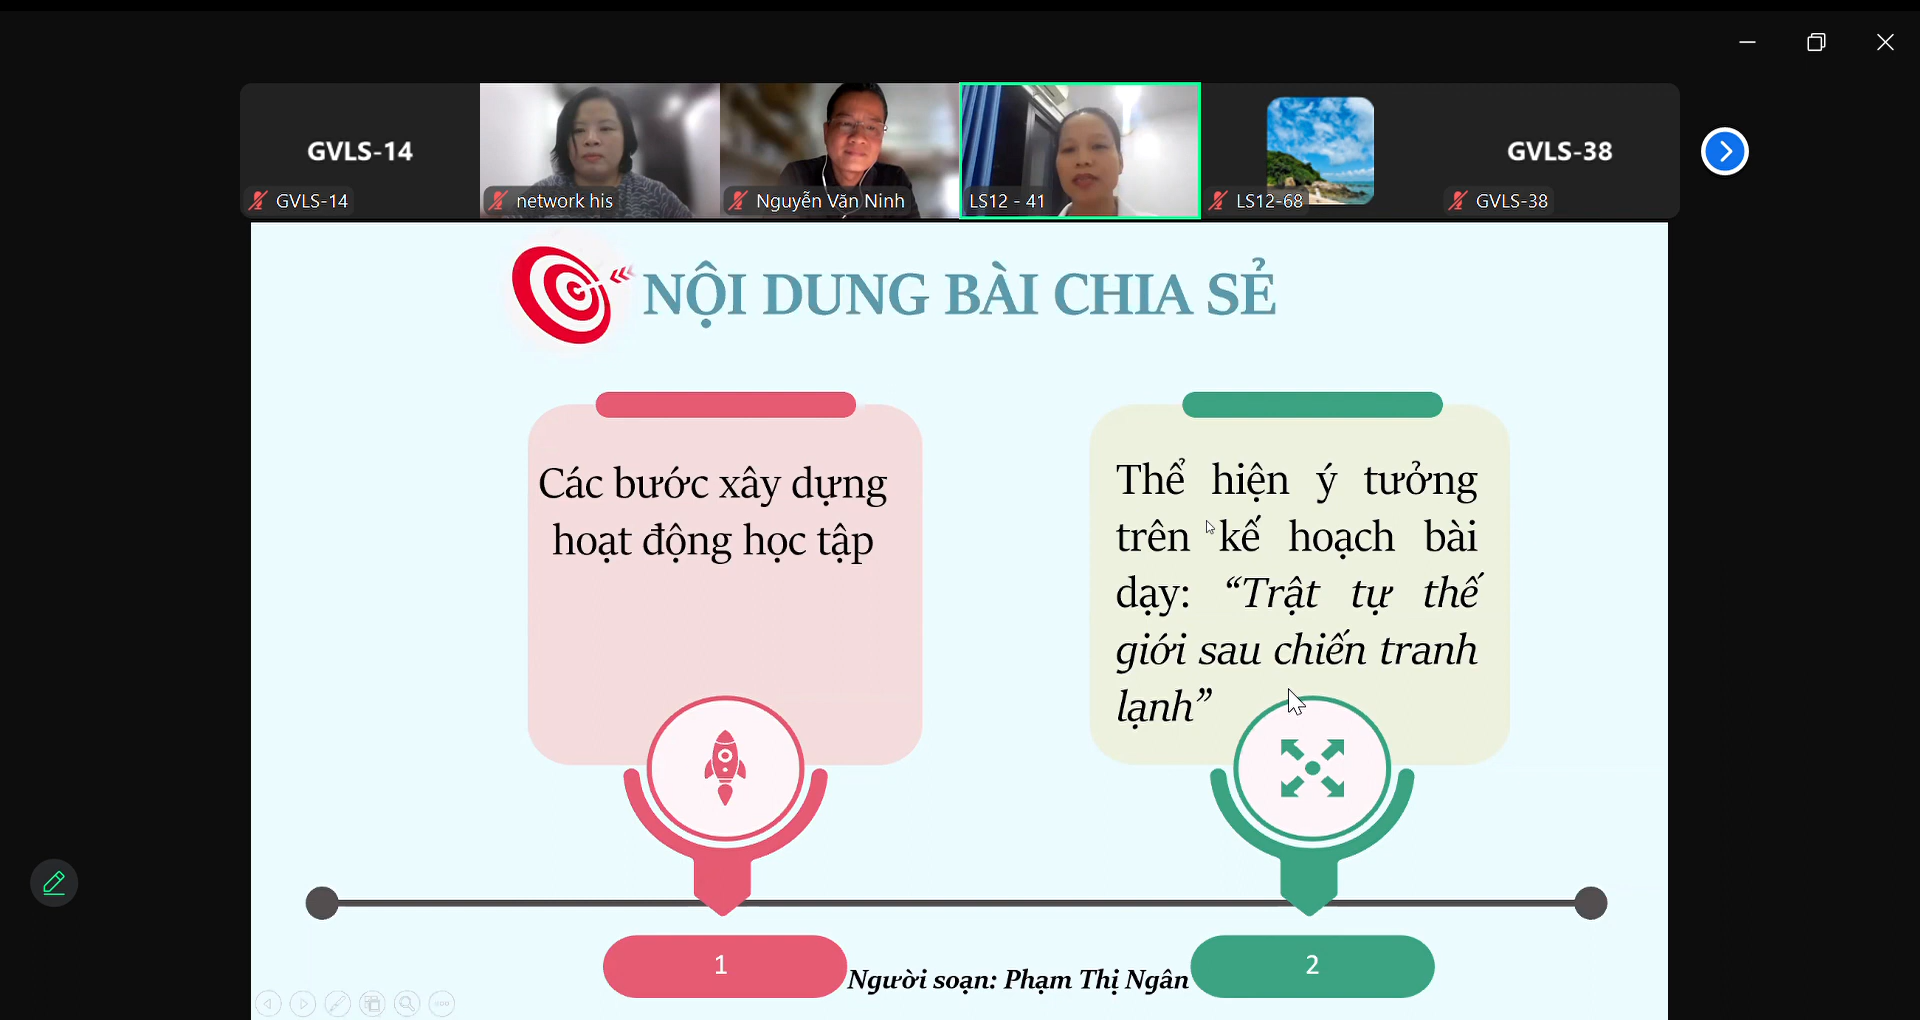 GVLS-14
GVLS-38
GVLS-14
network his
Nguyễn Văn Ninh
LS12 - 41
LS12-68
GVLS-38
NỘI DUNG BÀI CHIA SẺ
Các bước xây dựng
hoạt động học tập
Thể hiện ý tưởng
trên kế hoạch bài
dạy: “Trật tự thế
giới sau chiến tranh
lạnh”
1
2
Người soạn: Phạm Thị Ngân